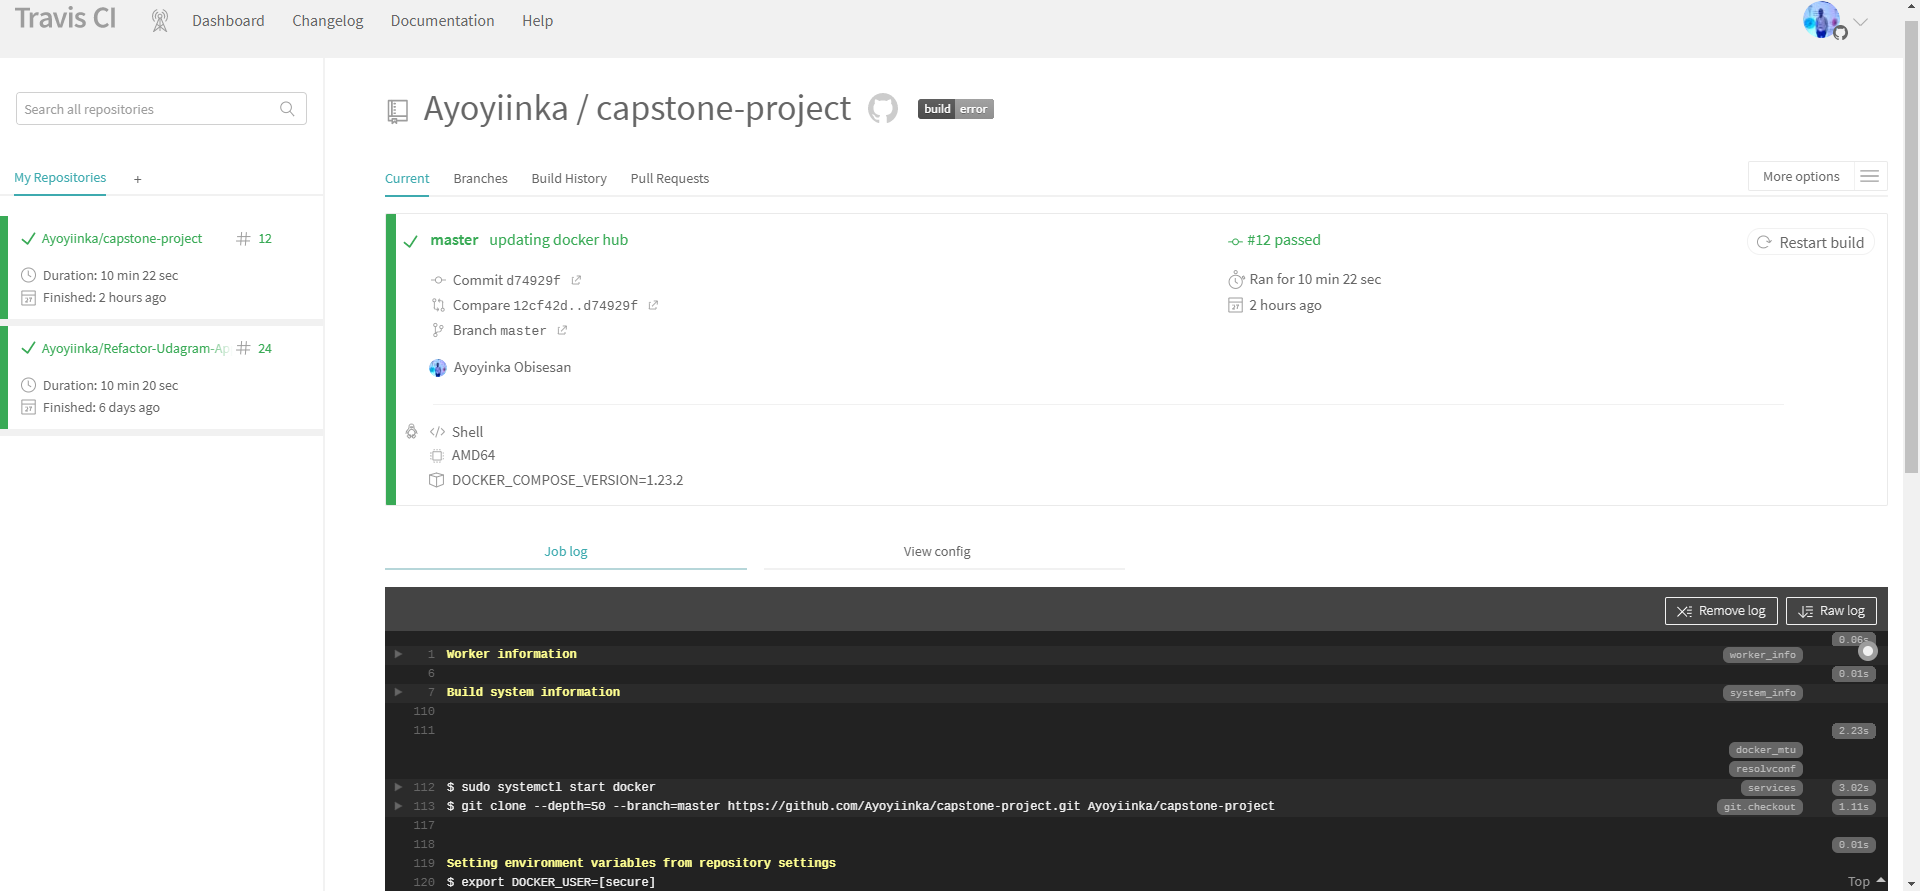 Travis CI
Dashboard
Changelog
Documentation
Help
Search all repositories
My Repositories
+
Ayoyiinka/capstone-project # 12
Duration: 10 min 22 sec
Finished: 2 hours ago
Ayoyiinka/Refactor-Udagram-Ap # 24
Duration: 10 min 20 sec
Finished: 6 days ago
Ayoyiinka / capstone-project
build error
Current
Branches
Build History
Pull Requests
More options
master updating docker hub
Commit d74929f
Compare 12cf42d..d74929f
Branch master
Ayoyinka Obisesan
#12 passed
Ran for 10 min 22 sec
2 hours ago
Restart build
</> Shell
AMD64
DOCKER_COMPOSE_VERSION=1.23.2
Job log
View config
Remove log
Raw log
0.06s
1 Worker information worker_info
6 0.01s
7 Build system information system_info
110
111 2.23s
docker_mtu
resolvconf
112 $ sudo systemctl start docker services 3.02s
113 $ git clone --depth=50 --branch=master https://github.com/Ayoyiinka/capstone-project.git Ayoyiinka/capstone-project git.checkout 1.11s
117
118 0.01s
119 Setting environment variables from repository settings
120 $ export DOCKER_USER=[secure]
Top